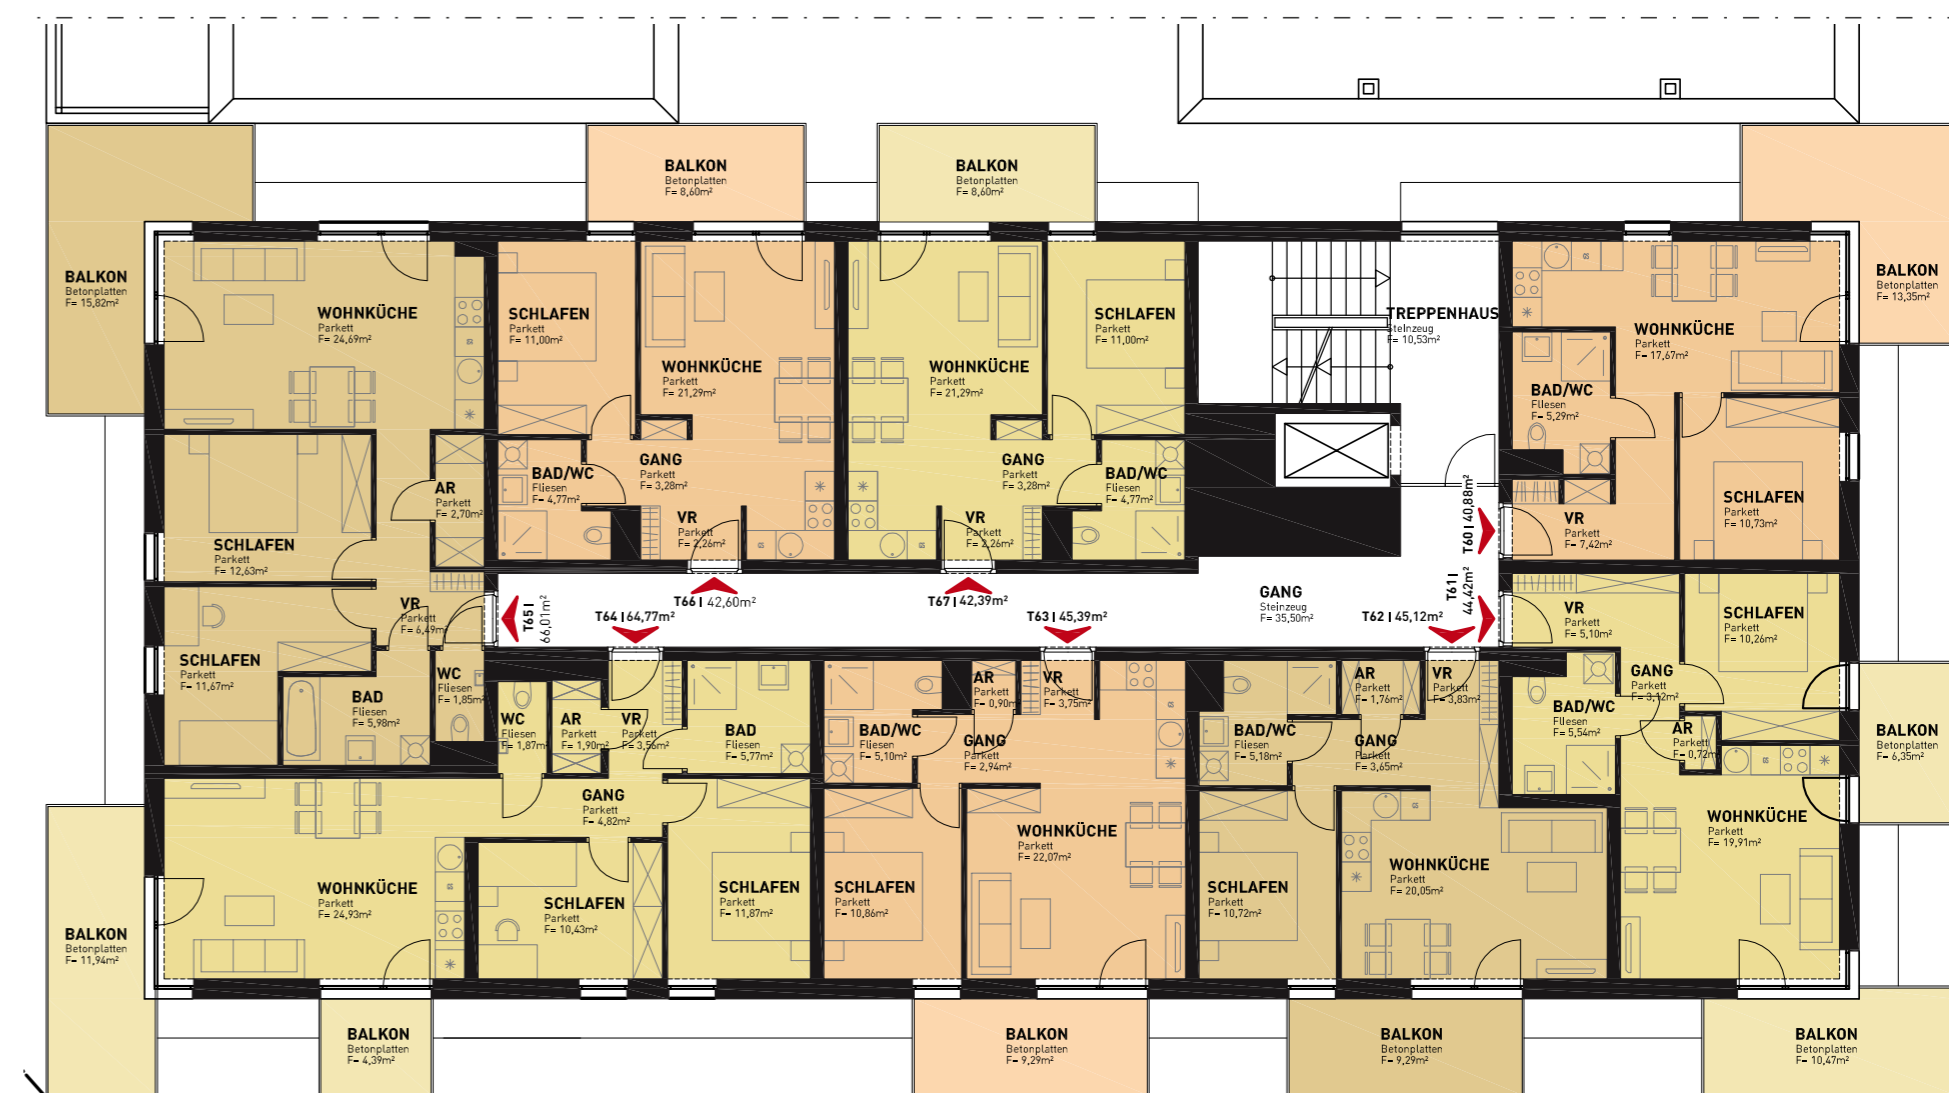 BALKON
Betonplatten
F= 8,60m²
BALKON
Betonplatten
F= 8,60m²
BALKON
Betonplatten
F= 15,82m²
BALKON
Betonplatten
F= 13,35m²
WOHNKÜCHE
Parkett
F= 24,69m²
SCHLAFEN
Parkett
F= 11,00m²
WOHNKÜCHE
Parkett
F= 21,29m²
WOHNKÜCHE
Parkett
F= 21,29m²
SCHLAFEN
Parkett
F= 11,00m²
TREPPENHAUS
Steinzeug
F= 10,53m²
WOHNKÜCHE
Parkett
F= 17,67m²
BAD/WC
Fliesen
F= 5,29m²
SCHLAFEN
Parkett
F= 12,63m²
AR
Parkett
F= 2,70m²
BAD/WC
Fliesen
F= 4,77m²
GANG
Parkett
F= 3,28m²
VR
Parkett
F= 2,26m²
GANG
Parkett
F= 3,28m²
VR
Parkett
F= 2,26m²
BAD/WC
Fliesen
F= 4,77m²
VR
Parkett
F= 7,42m²
SCHLAFEN
Parkett
F= 10,73m²
T60 I 40,88m²
T61 I
44,42m²
T65 I
66,01m²
T64 I 64,77m²
T66 I 42,60m²
T67 I 42,39m²
T63 I 45,39m²
GANG
Steinzeug
F= 35,50m²
T62 I 45,12m²
VR
Parkett
F= 6,49m²
SCHLAFEN
Parkett
F= 11,67m²
BAD
Fliesen
F= 5,98m²
WC
Fliesen
F= 1,85m²
WC
Fliesen
F= 1,87m²
AR
Parkett
F= 1,90m²
VR
Parkett
F= 3,56m²
BAD
Fliesen
F= 5,77m²
BAD/WC
Fliesen
F= 5,10m²
AR
Parkett
F= 0,90m²
VR
Parkett
F= 3,75m²
GANG
Parkett
F= 2,94m²
BAD/WC
Fliesen
F= 5,18m²
AR
Parkett
F= 1,76m²
VR
Parkett
F= 3,83m²
GANG
Parkett
F= 3,65m²
VR
Parkett
F= 5,10m²
SCHLAFEN
Parkett
F= 10,26m²
GANG
Parkett
F= 3,12m²
BAD/WC
Fliesen
F= 5,54m²
AR
Parkett
F= 0,72m²
BALKON
Betonplatten
F= 6,35m²
GANG
Parkett
F= 4,82m²
WOHNKÜCHE
Parkett
F= 24,93m²
SCHLAFEN
Parkett
F= 10,43m²
SCHLAFEN
Parkett
F= 11,87m²
SCHLAFEN
Parkett
F= 10,86m²
WOHNKÜCHE
Parkett
F= 22,07m²
SCHLAFEN
Parkett
F= 10,72m²
WOHNKÜCHE
Parkett
F= 20,05m²
WOHNKÜCHE
Parkett
F= 19,91m²
BALKON
Betonplatten
F= 11,94m²
BALKON
Betonplatten
F= 4,39m²
BALKON
Betonplatten
F= 9,29m²
BALKON
Betonplatten
F= 9,29m²
BALKON
Betonplatten
F= 10,47m²